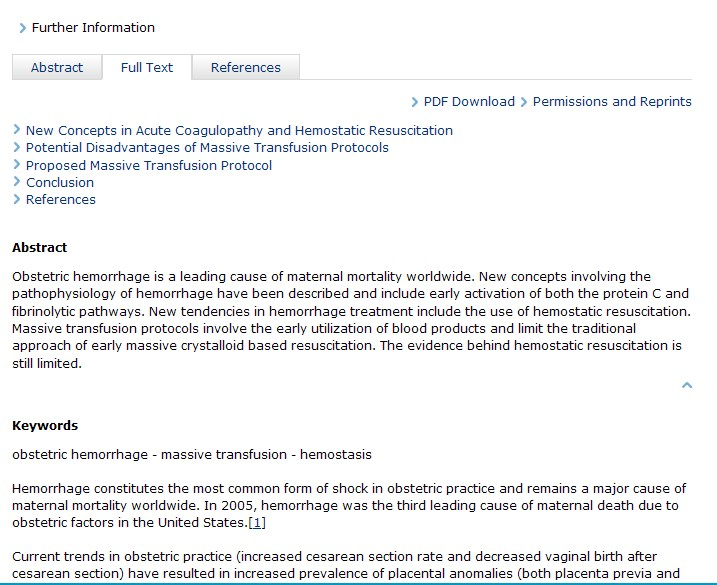 Further Information
Abstract Full Text References
PDF Download Permissions and Reprints
New Concepts in Acute Coagulopathy and Hemostatic Resuscitation
Potential Disadvantages of Massive Transfusion Protocols
Proposed Massive Transfusion Protocol
Conclusion
References
Abstract
Obstetric hemorrhage is a leading cause of maternal mortality worldwide. New concepts involving the
pathophysiology of hemorrhage have been described and include early activation of both the protein C and
fibrinolytic pathways. New tendencies in hemorrhage treatment include the use of hemostatic resuscitation.
Massive transfusion protocols involve the early utilization of blood products and limit the traditional
approach of early massive crystalloid based resuscitation. The evidence behind hemostatic resuscitation is
still limited.
Keywords
obstetric hemorrhage - massive transfusion - hemostasis
Hemorrhage constitutes the most common form of shock in obstetric practice and remains a major cause of
maternal mortality worldwide. In 2005, hemorrhage was the third leading cause of maternal death due to
obstetric factors in the United States.[1]
Current trends in obstetric practice (increased cesarean section rate and decreased vaginal birth after
cesarean section) have resulted in increased prevalence of placental anomalies (both placenta previa and